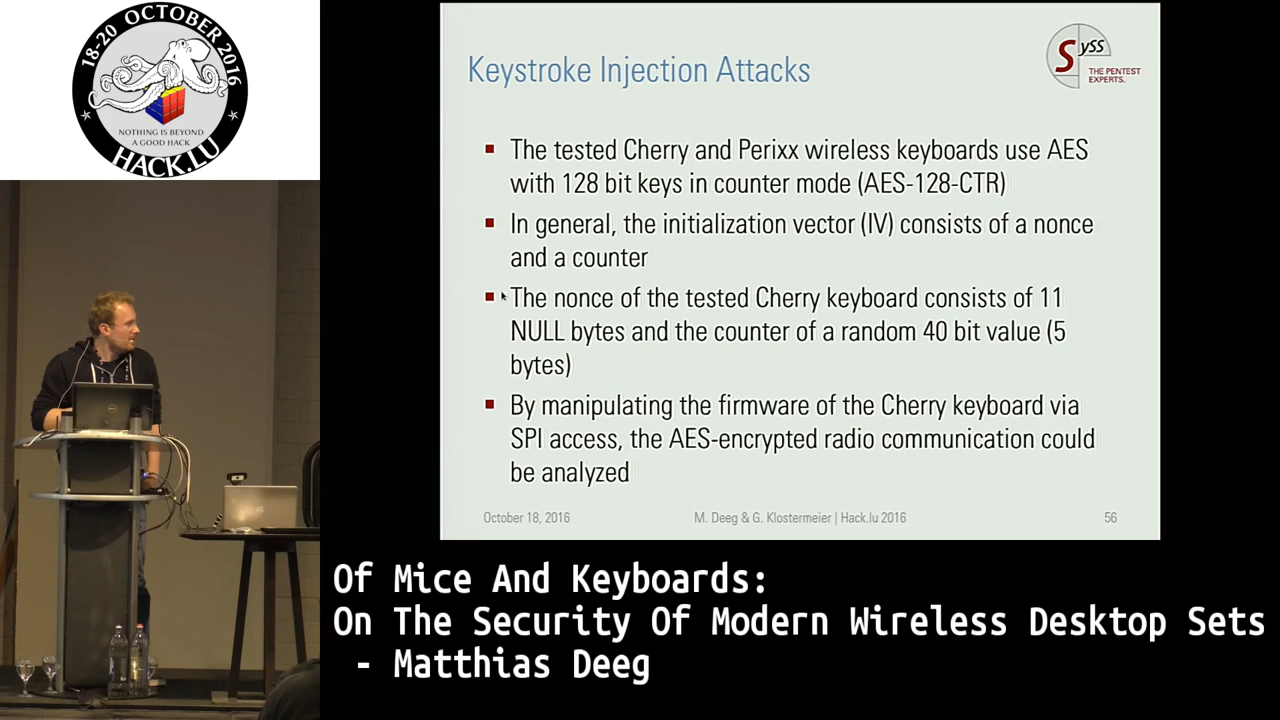 18-20 OCTOBER 2016
NOTHING IS BEYOND
A GOOD HACK
HACK.LU
Keystroke Injection Attacks
SySS
THE PENTEST
EXPERTS.
The tested Cherry and Perixx wireless keyboards use AES
with 128 bit keys in counter mode (AES-128-CTR)
In general, the initialization vector (IV) consists of a nonce
and a counter
The nonce of the tested Cherry keyboard consists of 11
NULL bytes and the counter of a random 40 bit value (5
bytes)
By manipulating the firmware of the Cherry keyboard via
SPI access, the AES-encrypted radio communication could
be analyzed
October 18, 2016
M. Deeg & G. Klostermeier | Hack.lu 2016
56
Of Mice And Keyboards:
On The Security Of Modern Wireless Desktop Sets
- Matthias Deeg